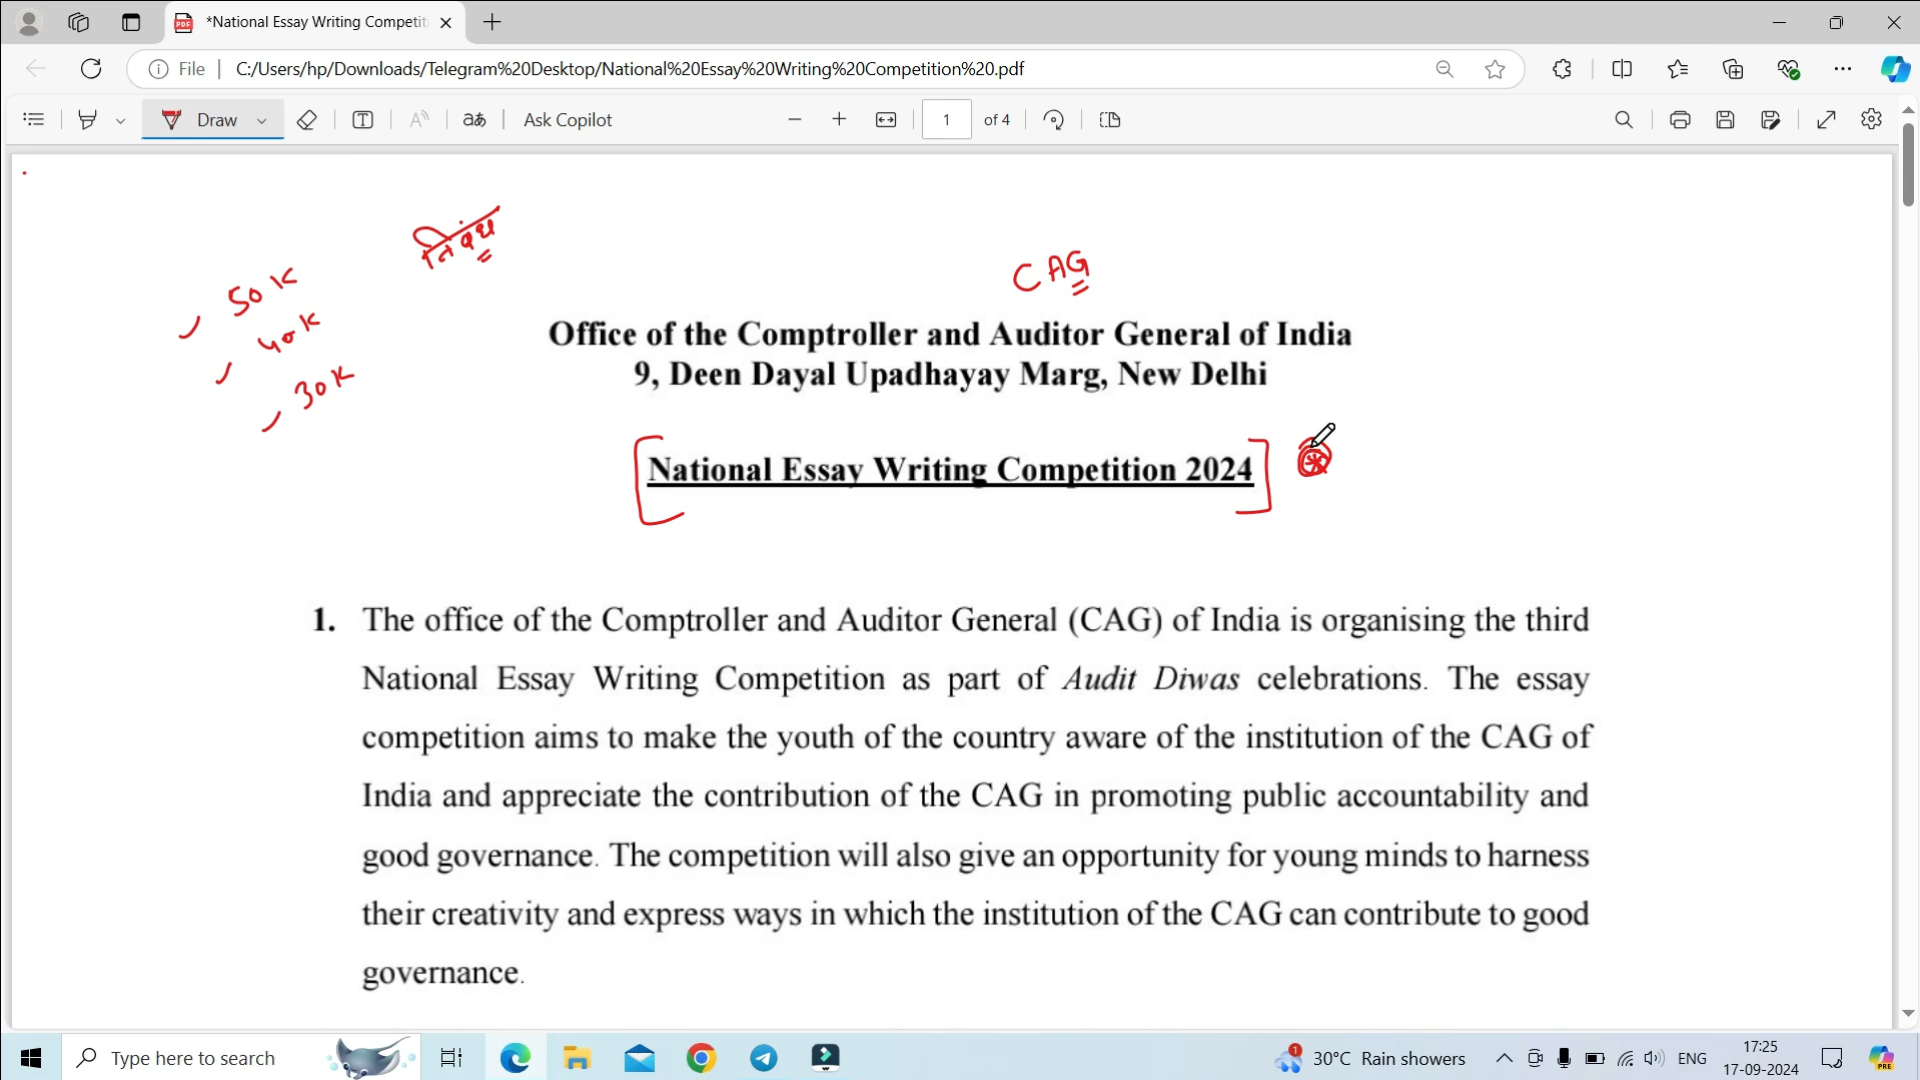 *National Essay Writing Competiti
File
C:/Users/hp/Downloads/Telegram%20Desktop/National%20Essay%20Writing%20Competition%20.pdf
Draw
Ask Copilot
1 of 4
निबंध
50K
40K
30K
CAG
Office of the Comptroller and Auditor General of India
9, Deen Dayal Upadhayay Marg, New Delhi
National Essay Writing Competition 2024
1. The office of the Comptroller and Auditor General (CAG) of India is organising the third
National Essay Writing Competition as part of Audit Diwas celebrations. The essay
competition aims to make the youth of the country aware of the institution of the CAG of
India and appreciate the contribution of the CAG in promoting public accountability and
good governance. The competition will also give an opportunity for young minds to harness
their creativity and express ways in which the institution of the CAG can contribute to good
governance.
Type here to search
1
30°C Rain showers
ENG
17:25
17-09-2024
PRE